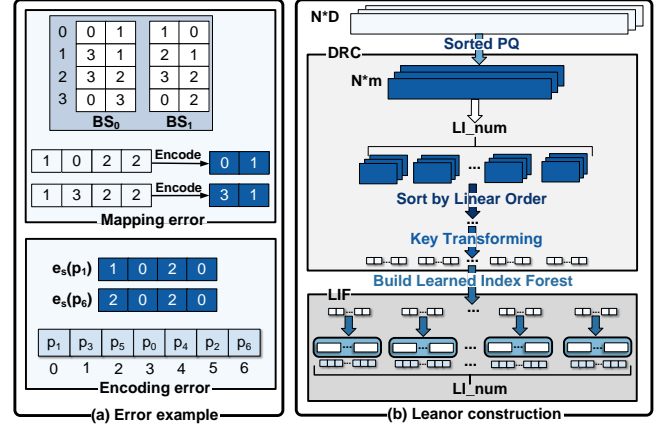 0 0 1 1 0
1 3 1 2 1
2 3 2 3 2
3 0 3 0 2
BS0 BS1
1 0 2 2 Encode 0 1
1 3 2 2 Encode 3 1
Mapping error
es(p1) 1 0 2 0
es(p6) 2 0 2 0
p1 p3 p5 p0 p4 p2 p6
0 1 2 3 4 5 6
Encoding error
(a) Error example
N*D
Sorted PQ
DRC
N*m
LI_num
...
Sort by Linear Order
...
Key Transforming
...
Build Learned Index Forest
LIF
...
...
LI_num
(b) Leanor construction